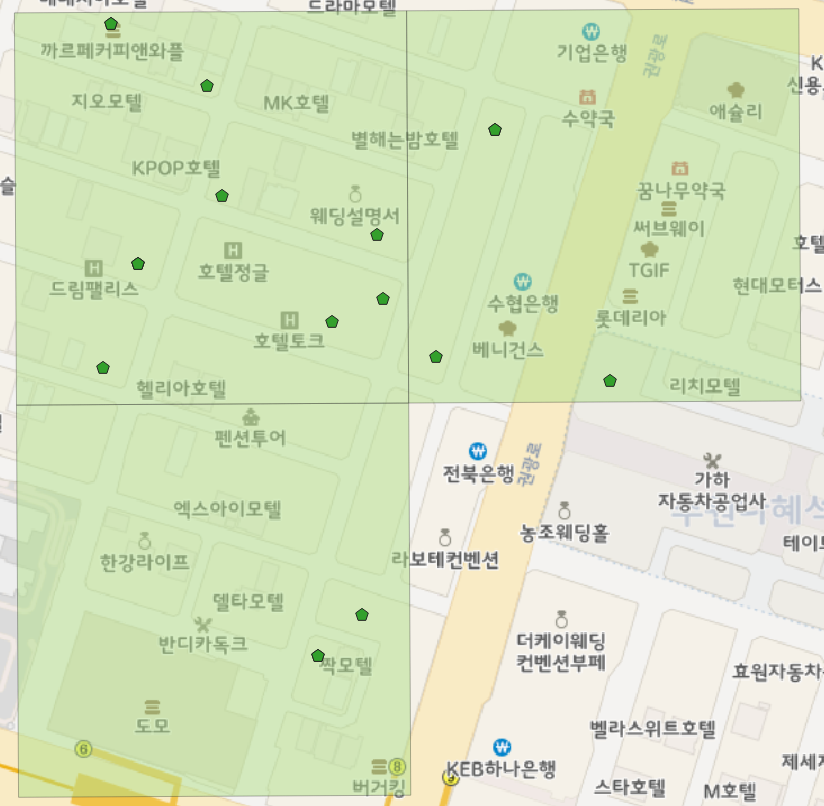 드라마모텔
까르페커피앤와플
기업은행
권광로
지오모텔
MK호텔
수약국
애슐리
별해는밤호텔
KPOP호텔
꿈나무약국
웨딩설명서
써브웨이
호텔정글
TGIF
드림팰리스
수협은행
현대모터스
롯데리아
호텔토크
베니건스
헬리아호텔
리치모텔
펜션투어
전북은행
권광로
가하
자동차공업사
엑스아이모텔
농조웨딩홀
한강라이프
라보테컨벤션
델타모텔
반디카독크
더케이웨딩
컨벤션부페
짝모텔
도모
벨라스위트호텔
6
8
KEB하나은행
버거킹
스타호텔
M호텔